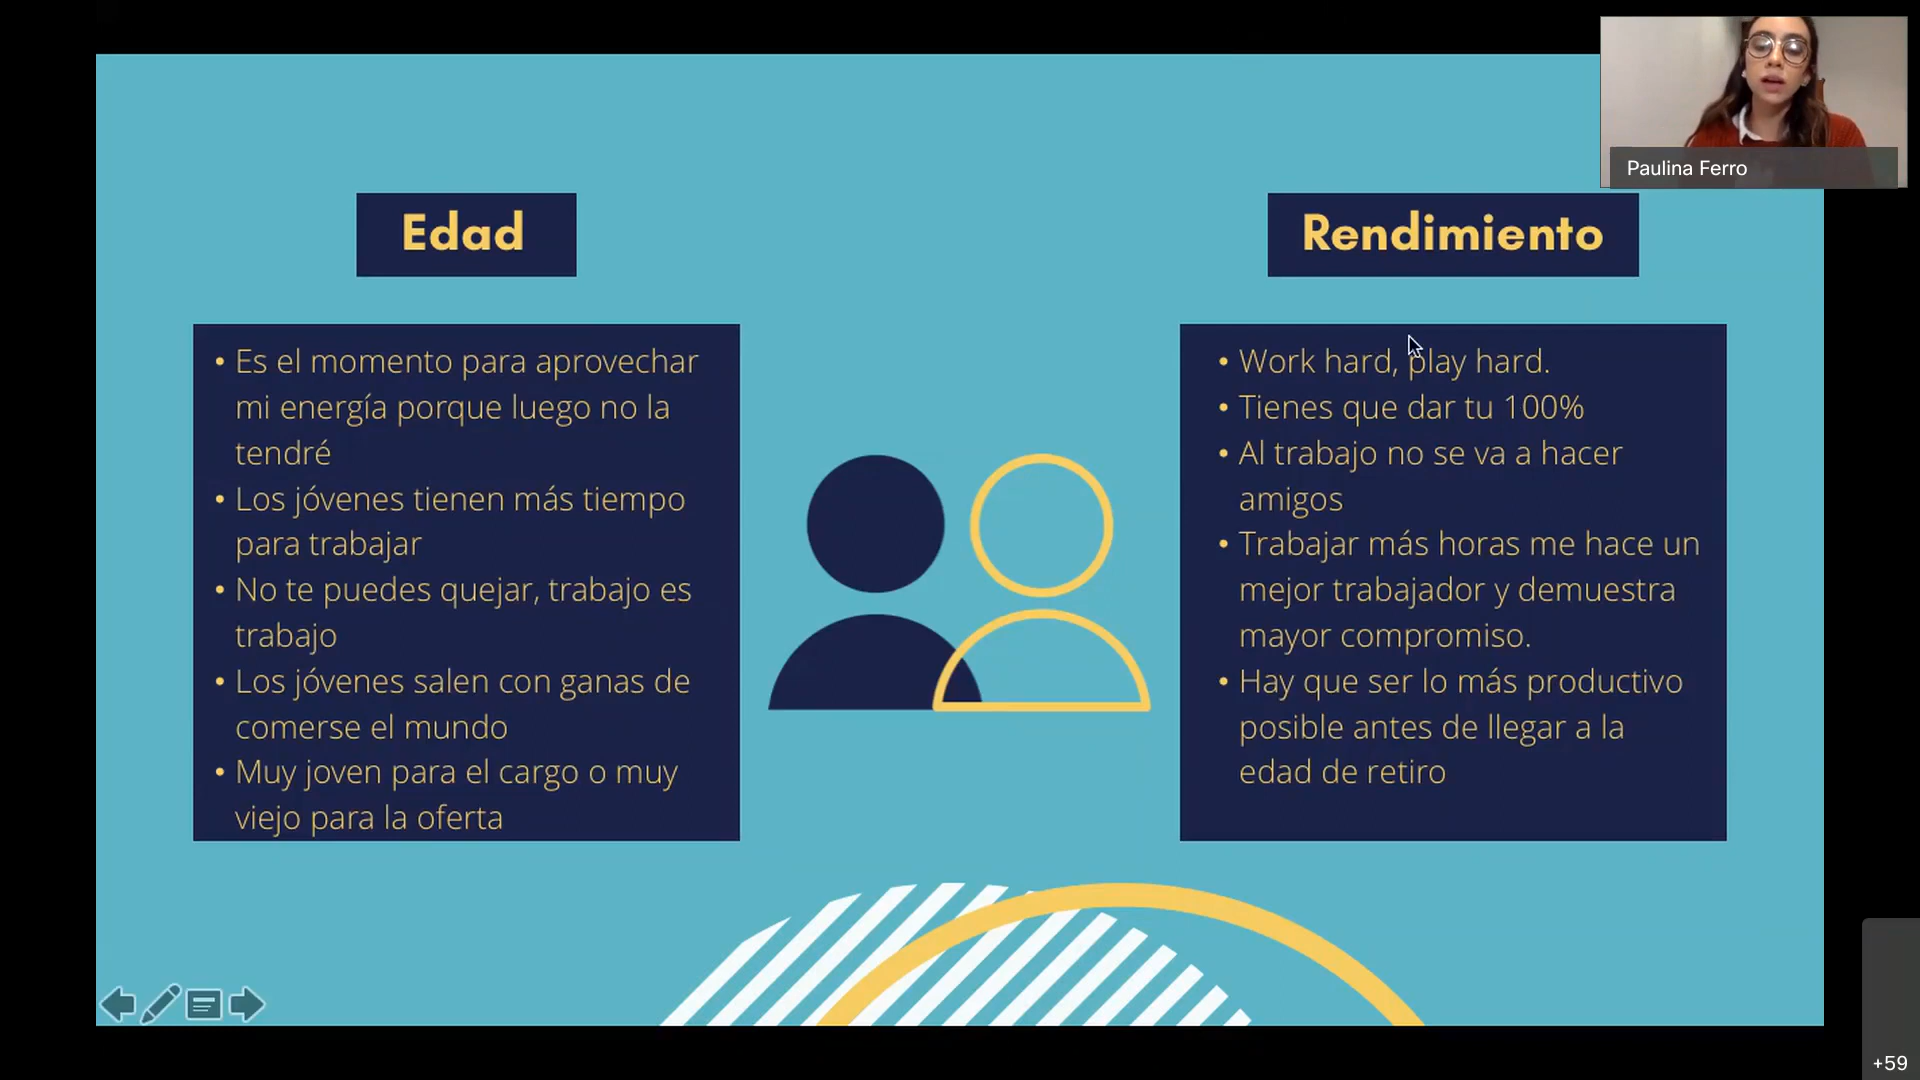 Paulina Ferro
Edad
• Es el momento para aprovechar
mi energía porque luego no la
tendré
• Los jóvenes tienen más tiempo
para trabajar
• No te puedes quejar, trabajo es
trabajo
• Los jóvenes salen con ganas de
comerse el mundo
• Muy joven para el cargo o muy
viejo para la oferta
Rendimiento
• Work hard, play hard.
• Tienes que dar tu 100%
• Al trabajo no se va a hacer
amigos
• Trabajar más horas me hace un
mejor trabajador y demuestra
mayor compromiso.
• Hay que ser lo más productivo
posible antes de llegar a la
edad de retiro
+59